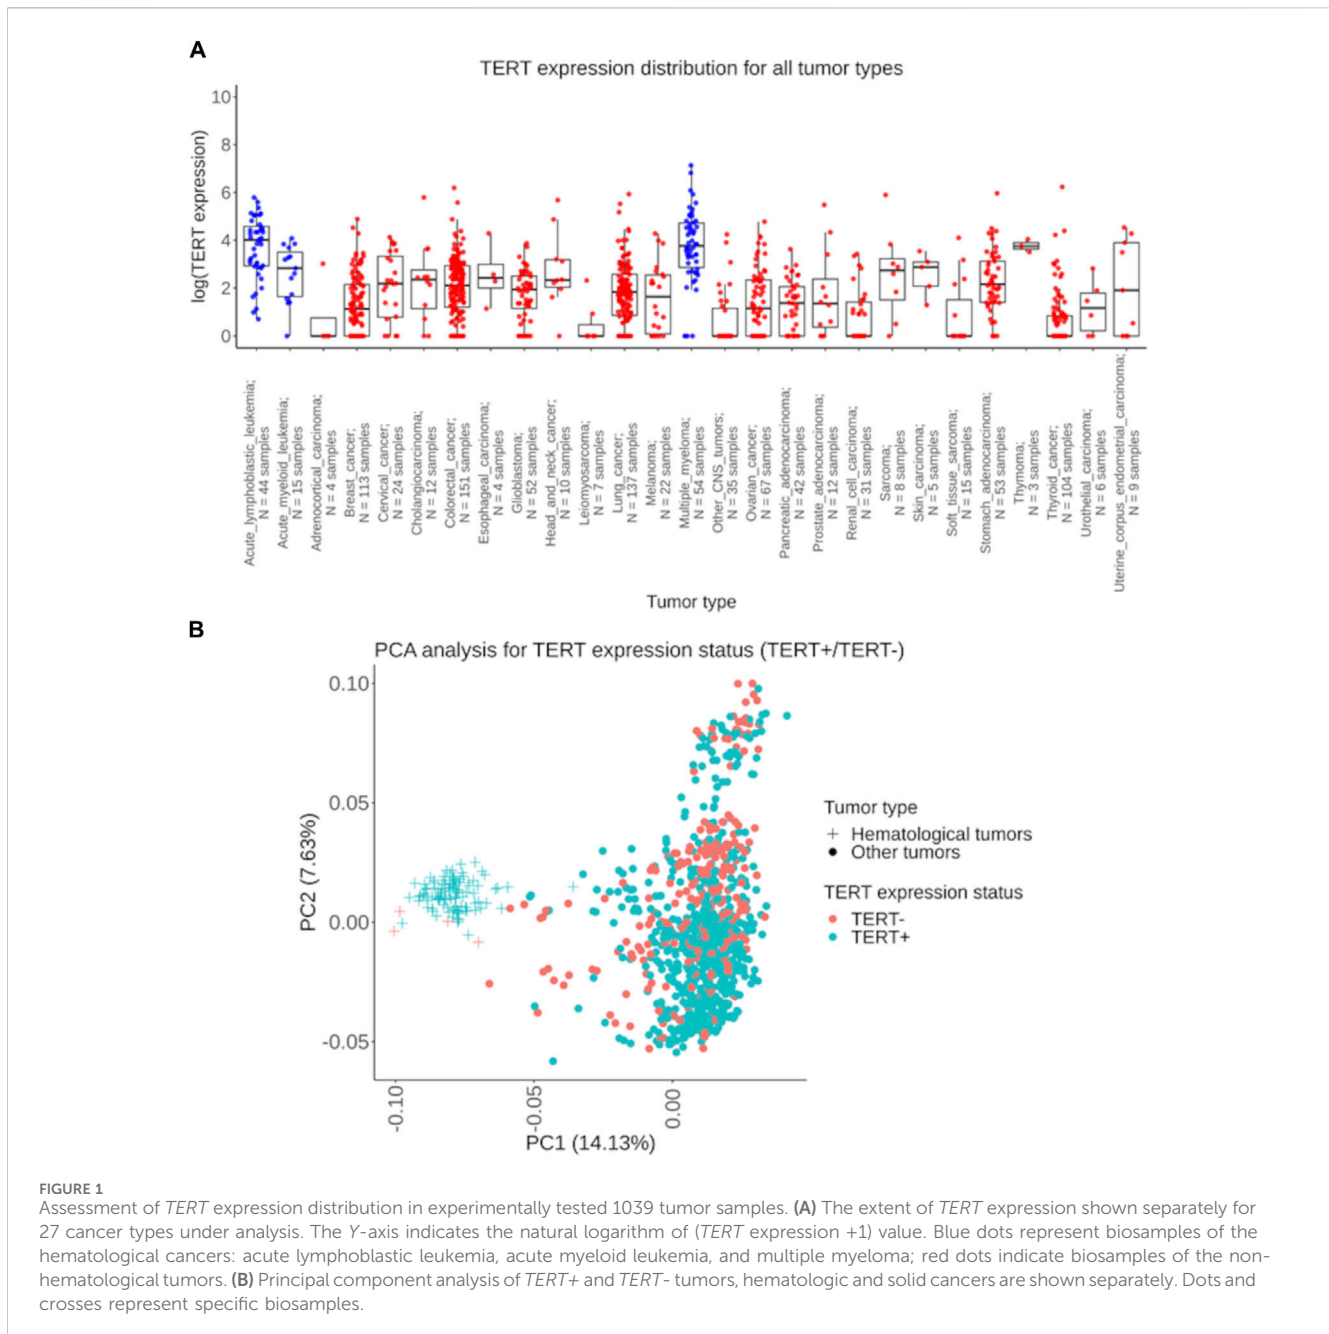 A
TERT expression distribution for all tumor types
log(TERT expression)
10
8
6
4
2
0
Acute_lymphoblastic_leukemia;
N = 44 samples
Acute_myeloid_leukemia;
N = 15 samples
Adrenocortical_carcinoma;
N = 4 samples
Breast_cancer;
N = 113 samples
Cervical_cancer;
N = 24 samples
Cholangiocarcinoma;
N = 12 samples
Colorectal_cancer;
N = 151 samples
Esophageal_carcinoma;
N = 4 samples
Glioblastoma;
N = 52 samples
Head_and_neck_cancer;
N = 10 samples
Leiomyosarcoma;
N = 7 samples
Lung_cancer;
N = 137 samples
Melanoma;
N = 22 samples
Multiple_myeloma;
N = 54 samples
Other_CNS_tumors;
N = 35 samples
Ovarian_cancer;
N = 67 samples
Pancreatic_adenocarcinoma;
N = 42 samples
Prostate_adenocarcinoma;
N = 12 samples
Renal_cell_carcinoma;
N = 31 samples
Sarcoma;
N = 8 samples
Skin_carcinoma;
N = 5 samples
Soft_tissue_sarcoma;
N = 15 samples
Stomach_adenocarcinoma;
N = 53 samples
Thymoma;
N = 3 samples
Thyroid_cancer;
N = 104 samples
Urothelial_carcinoma;
N = 6 samples
Uterine_corpus_endometrial_carcinoma;
N = 9 samples
Tumor type
B
PCA analysis for TERT expression status (TERT+/TERT-)
PC2 (7.63%)
0.10
0.05
0.00
-0.05
-0.10
-0.05
0.00
PC1 (14.13%)
Tumor type
Hematological tumors
Other tumors
TERT expression status
TERT-
TERT+
FIGURE 1
Assessment of TERT expression distribution in experimentally tested 1039 tumor samples. (A) The extent of TERT expression shown separately for
27 cancer types under analysis. The Y-axis indicates the natural logarithm of (TERT expression +1) value. Blue dots represent biosamples of the
hematological cancers: acute lymphoblastic leukemia, acute myeloid leukemia, and multiple myeloma; red dots indicate biosamples of the non-
hematological tumors. (B) Principal component analysis of TERT+ and TERT- tumors, hematologic and solid cancers are shown separately. Dots and
crosses represent specific biosamples.